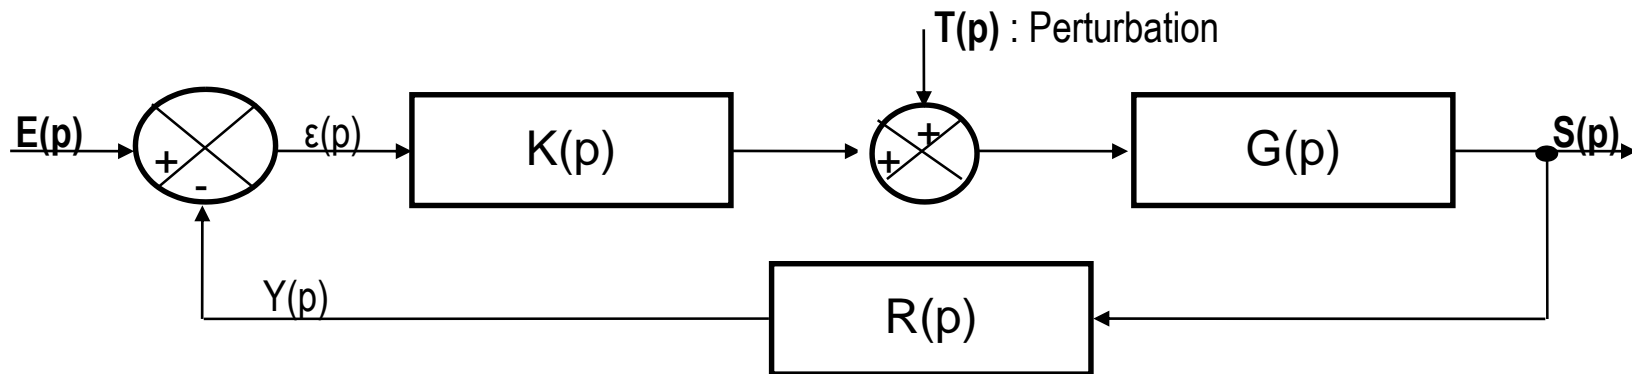 T(p) : Perturbation
E(p)
+
-
ε(p)
K(p)
+
+
G(p)
S(p)
Y(p)
R(p)